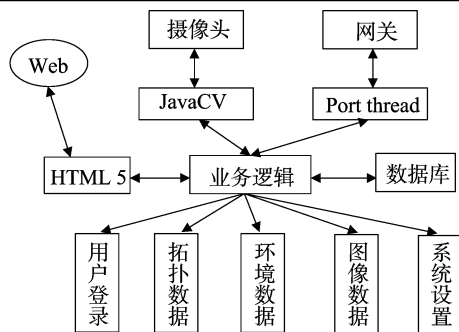 摄像头
网关
Web
JavaCV
Port thread
HTML 5
业务逻辑
数据库
用户登录
拓扑数据
环境数据
图像数据
系统设置